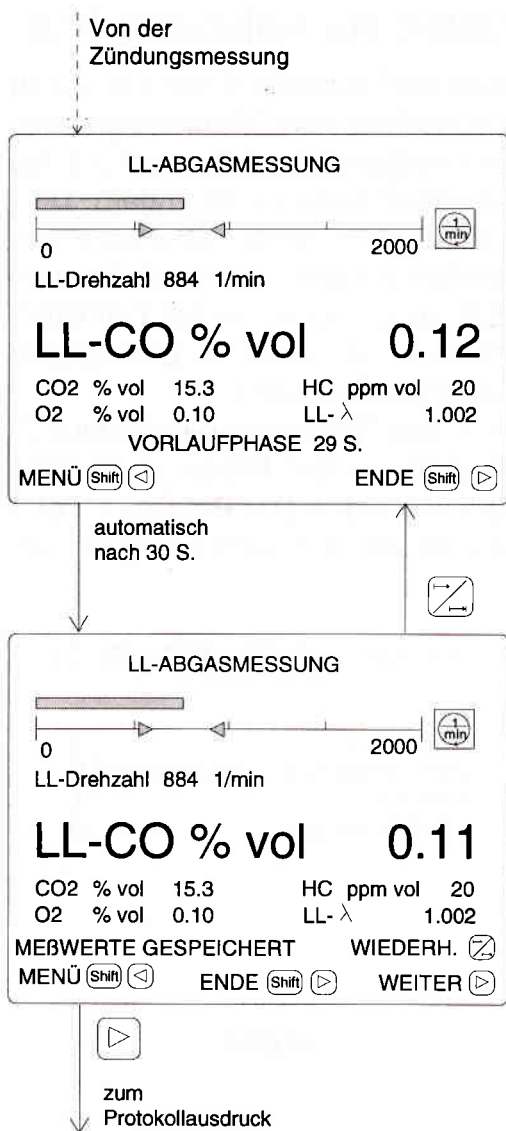 Von der
Zündungsmessung
LL-ABGASMESSUNG
0 2000 1 min
LL-Drehzahl 884 1/min
LL-CO % vol 0.12
CO2 % vol 15.3 HC ppm vol 20
O2 % vol 0.10 LL- λ 1.002
VORLAUFPHASE 29 S.
MENÜ Shift ENDE Shift
automatisch
nach 30 S.
LL-ABGASMESSUNG
0 2000 1 min
LL-Drehzahl 884 1/min
LL-CO % vol 0.11
CO2 % vol 15.3 HC ppm vol 20
O2 % vol 0.10 LL- λ 1.002
MEßWERTE GESPEICHERT WIEDERH.
MENÜ Shift ENDE Shift WEITER
zum
Protokollausdruck